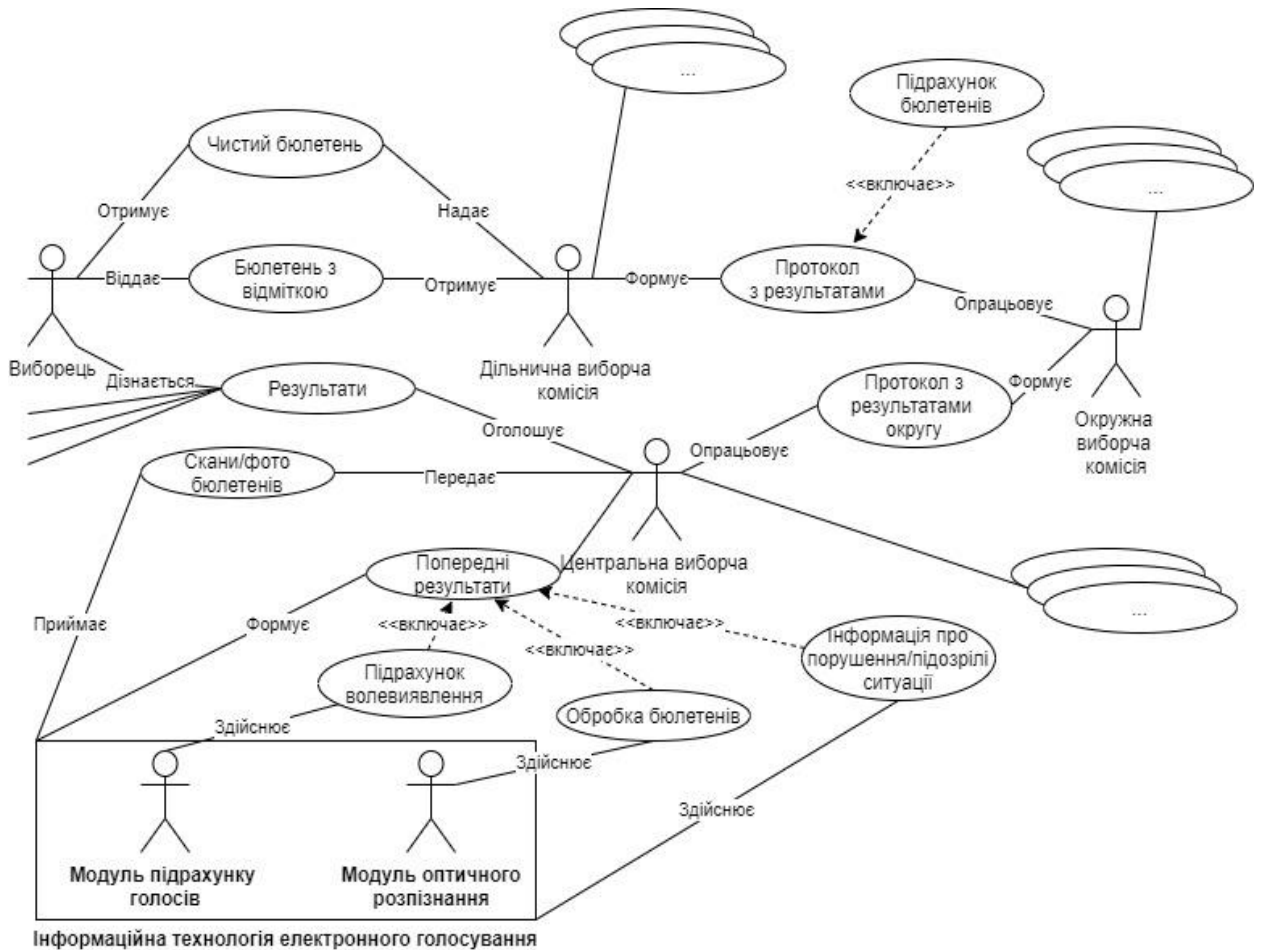 ...
Підрахунок
бюлетенів
Чистий бюлетень
...
<<включає>>
Отримує
Надає
Віддає
Бюлетень з
відміткою
Отримує
Формує
Протокол
з результатами
Опрацьовує
Виборець
Дільнична виборча
комісія
Дізнається
Результати
Формує
Протокол з
результатами
округу
Окружна
виборча
комісія
Оголошує
Опрацьовує
Скани/фото
бюлетенів
Передає
Попередні
результати
Центральна виборча
комісія
...
Приймає
Формує
<<включає>>
<<включає>>
<<включає>>
Інформація про
порушення/підозрілі
ситуації
Підрахунок
волевиявлення
Обробка бюлетенів
Здійснює
Здійснює
Здійснює
Модуль підрахунку
голосів
Модуль оптичного
розпізнання
Інформаційна технологія електронного голосування